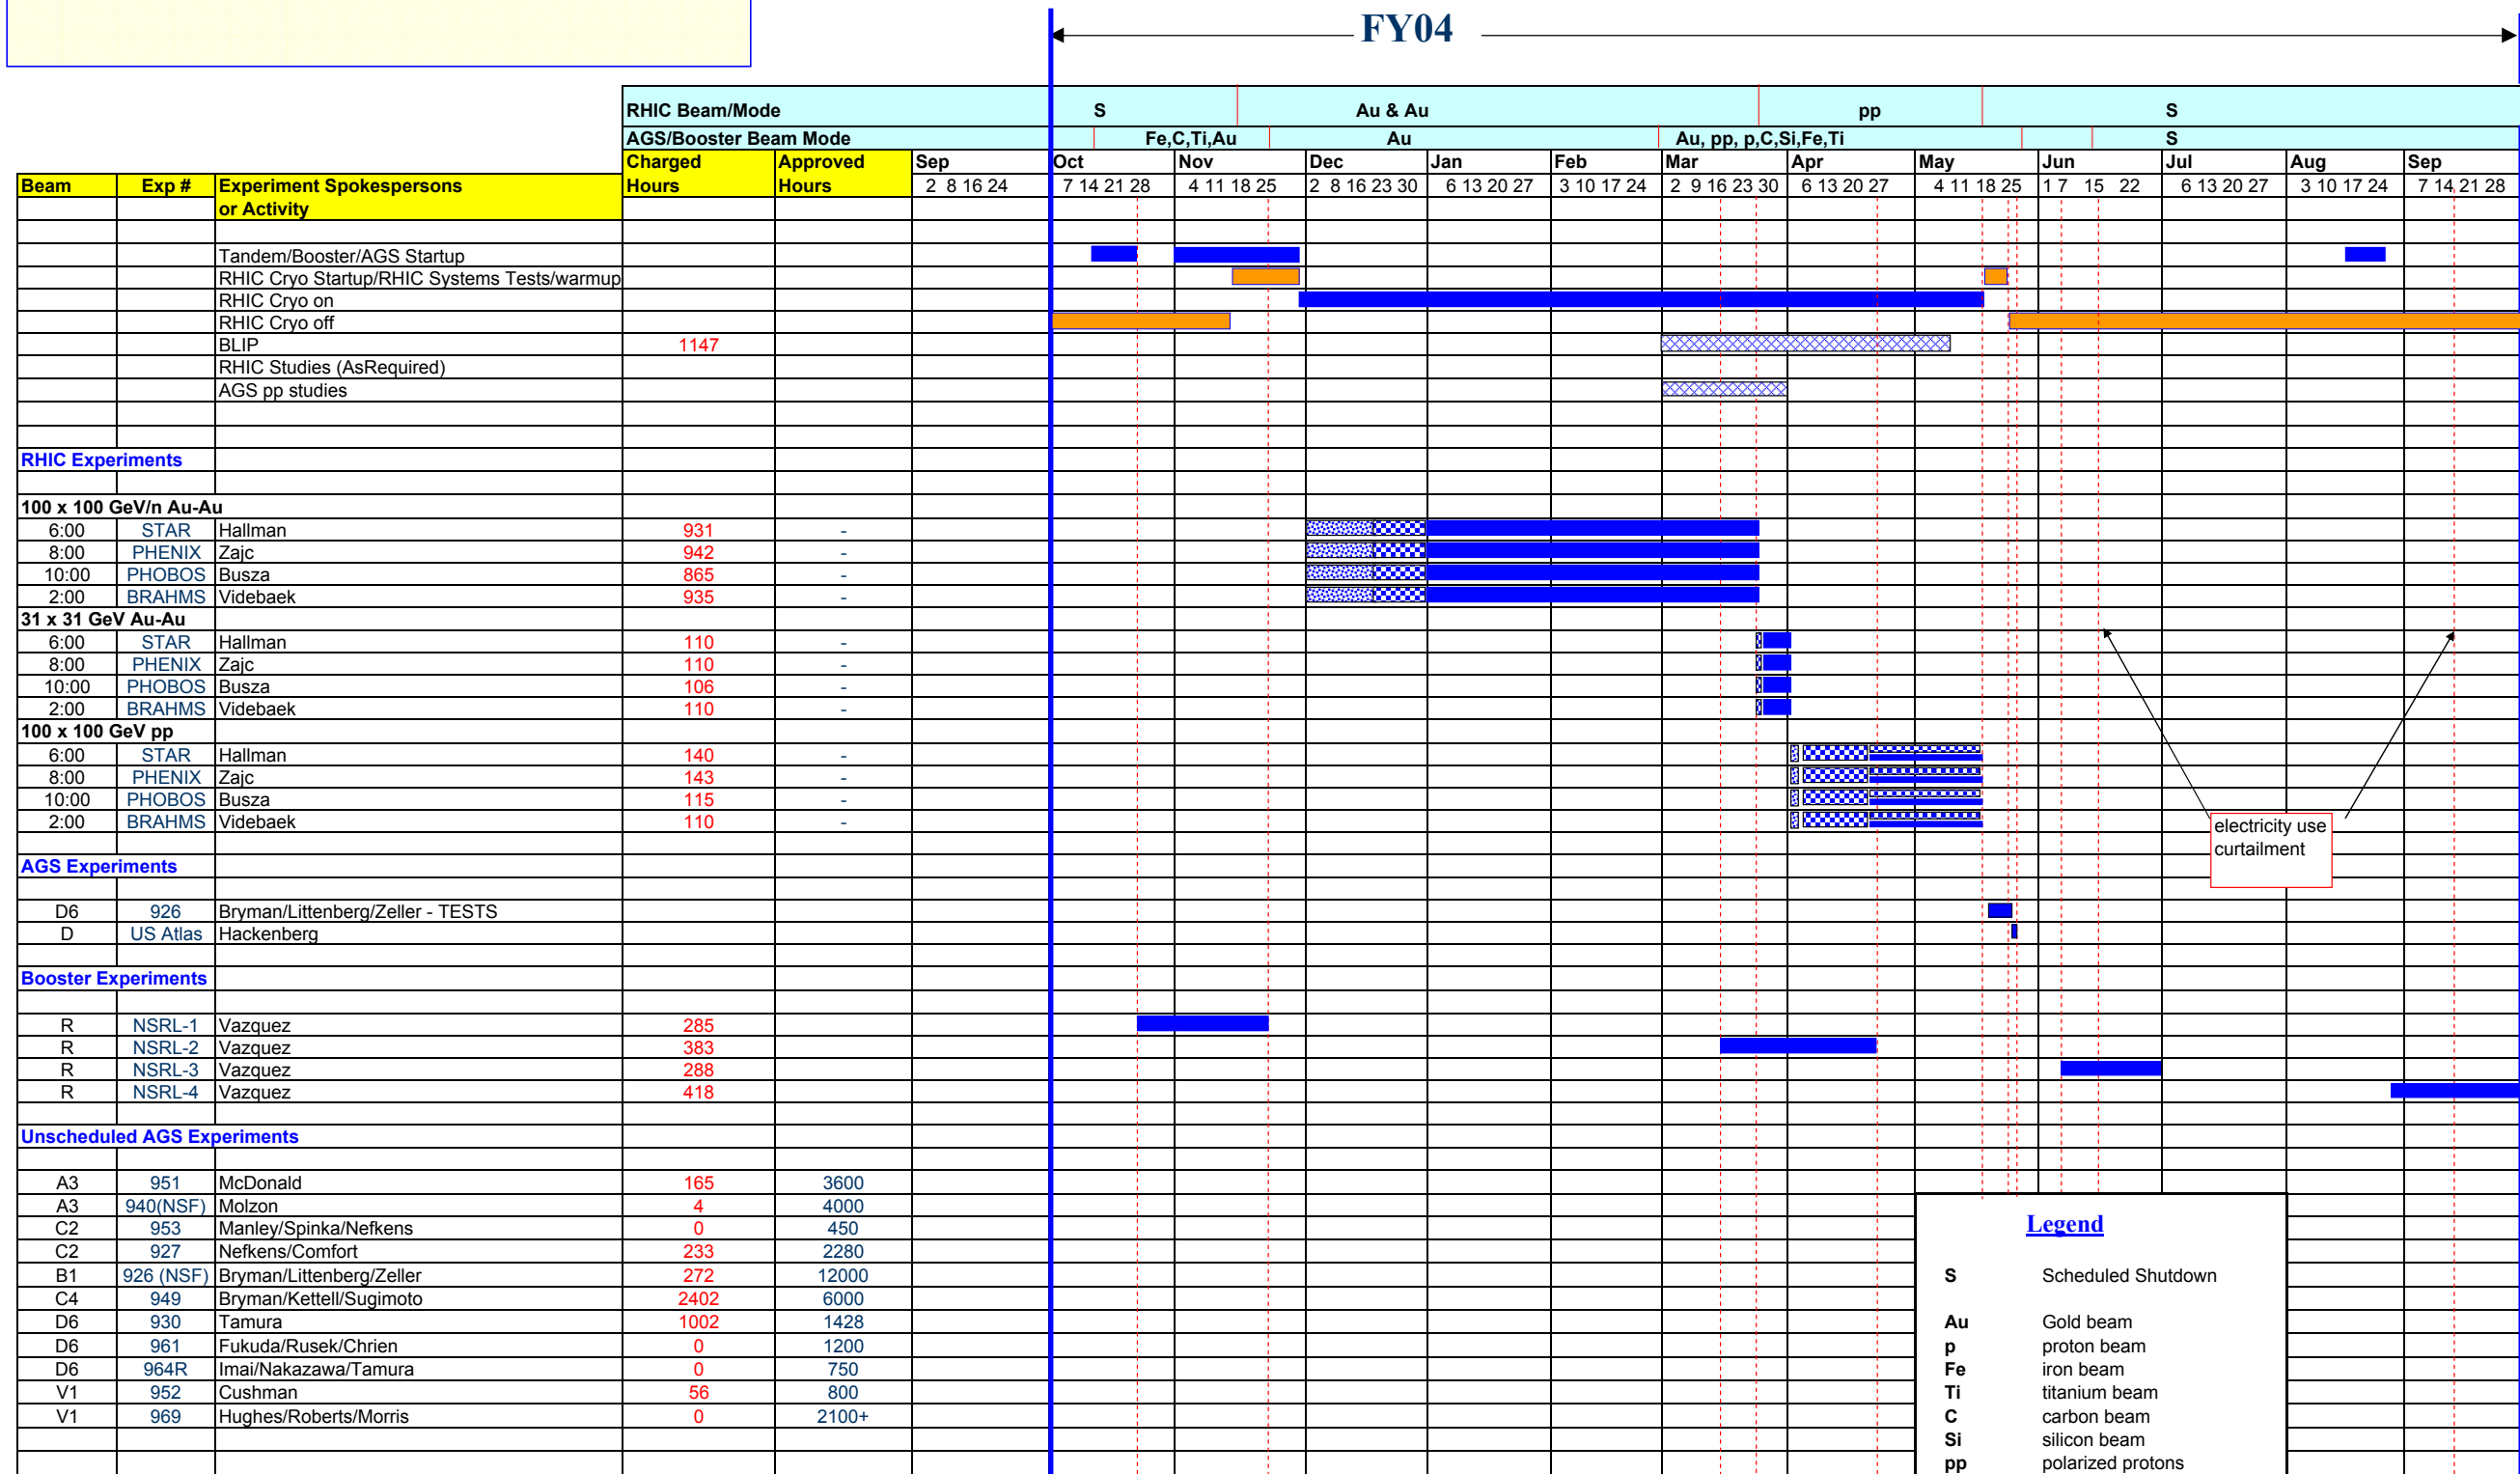 FY04
RHIC Beam/Mode S Au & Au pp S
AGS/Booster Beam Mode Fe,C,Ti,Au Au Au, pp, p,C,Si,Fe,Ti S
Charged Approved Sep Oct Nov Dec Jan Feb Mar Apr May Jun Jul Aug Sep
Beam Exp # Experiment Spokespersons Hours Hours 2 8 16 24 7 14 21 28 4 11 18 25 2 8 16 23 30 6 13 20 27 3 10 17 24 2 9 16 23 30 6 13 20 27 4 11 18 25 1 7 15 22 6 13 20 27 3 10 17 24 7 14 21 28
or Activity
Tandem/Booster/AGS Startup
RHIC Cryo Startup/RHIC Systems Tests/warmup
RHIC Cryo on
RHIC Cryo off
BLIP 1147
RHIC Studies (AsRequired)
AGS pp studies
RHIC Experiments
100 x 100 GeV/n Au-Au
6:00 STAR Hallman 931 -
8:00 PHENIX Zajc 942 -
10:00 PHOBOS Busza 865 -
2:00 BRAHMS Videbaek 935 -
31 x 31 GeV Au-Au
6:00 STAR Hallman 110 -
8:00 PHENIX Zajc 110 -
10:00 PHOBOS Busza 106 -
2:00 BRAHMS Videbaek 110 -
100 x 100 GeV pp
6:00 STAR Hallman 140 -
8:00 PHENIX Zajc 143 -
10:00 PHOBOS Busza 115 -
2:00 BRAHMS Videbaek 110 -
electricity use
curtailment
AGS Experiments
D6 926 Bryman/Littenberg/Zeller - TESTS
D US Atlas Hackenberg
Booster Experiments
R NSRL-1 Vazquez 285
R NSRL-2 Vazquez 383
R NSRL-3 Vazquez 288
R NSRL-4 Vazquez 418
Unscheduled AGS Experiments
A3 951 McDonald 165 3600
A3 940(NSF) Molzon 4 4000
C2 953 Manley/Spinka/Nefkens 0 450
C2 927 Nefkens/Comfort 233 2280
B1 926 (NSF) Bryman/Littenberg/Zeller 272 12000
C4 949 Bryman/Kettell/Sugimoto 2402 6000
D6 930 Tamura 1002 1428
D6 961 Fukuda/Rusek/Chrien 0 1200
D6 964R Imai/Nakazawa/Tamura 0 750
V1 952 Cushman 56 800
V1 969 Hughes/Roberts/Morris 0 2100+
Legend
S Scheduled Shutdown
Au Gold beam
p proton beam
Fe iron beam
Ti titanium beam
C carbon beam
Si silicon beam
pp polarized protons